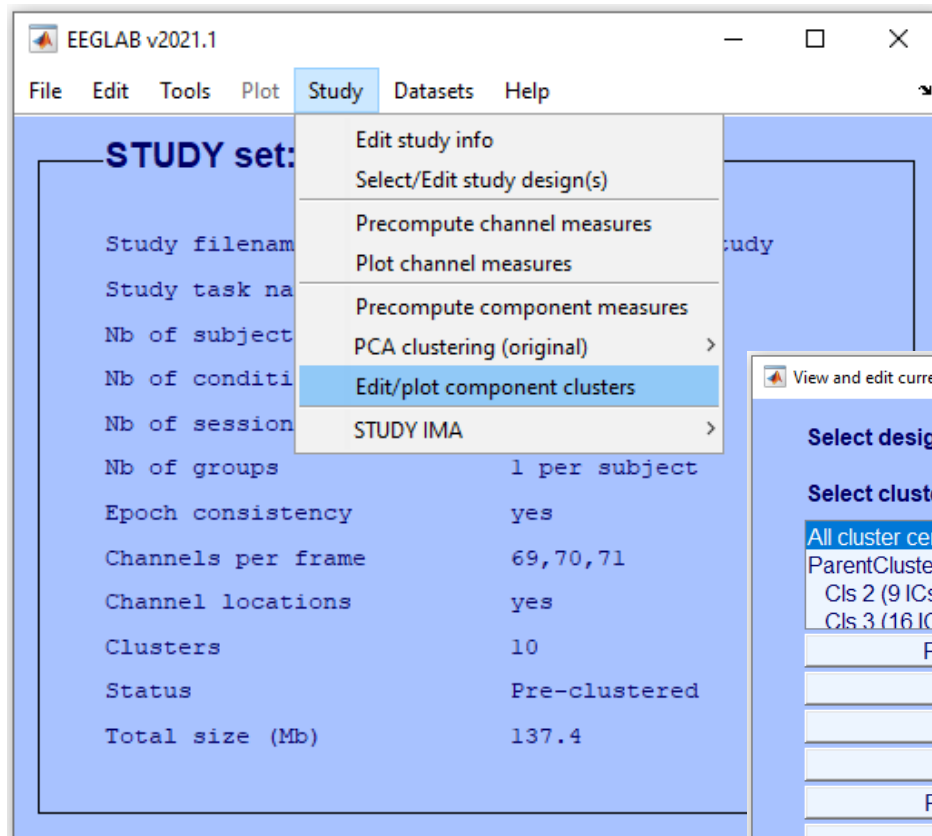 EEGLAB v2021.1
File Edit Tools Plot Study Datasets Help
STUDY set:
Edit study info
Select/Edit study design(s)
Precompute channel measures
Plot channel measures
Precompute component measures
PCA clustering (original)
Edit/plot component clusters
STUDY IMA
Study filenam tudy
Study task na
Nb of subject
Nb of conditi
Nb of session
Nb of groups 1 per subject
Epoch consistency yes
Channels per frame 69,70,71
Channel locations yes
Clusters 10
Status Pre-clustered
Total size (Mb) 137.4
View and edit curre
Select desig
Select clust
All cluster ce
ParentCluste
Cls 2 (9 ICs
Cls 3 (16 IC